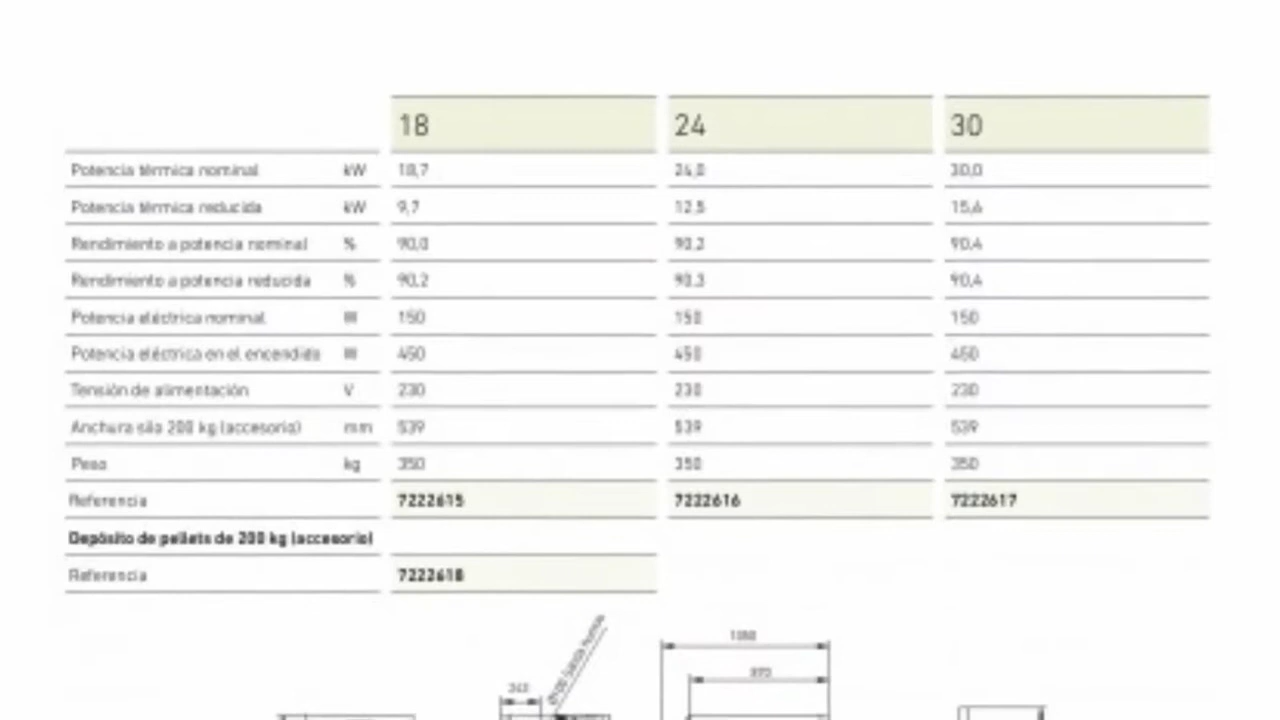 18 24 30
Potencia térmica nominal kW 18,7 24,0 30,0
Potencia térmica reducida kW 9,7 12,5 15,6
Rendimiento a potencia nominal % 90,0 90,2 90,4
Rendimiento a potencia reducida % 90,2 90,3 90,4
Potencia eléctrica nominal W 150 150 150
Potencia eléctrica en el encendido W 450 450 450
Tensión de alimentación V 230 230 230
Anchura silo 200 kg (accesorio) mm 539 539 539
Peso kg 350 350 350
Referencia 7222615 7222616 7222617
Depósito de pellets de 200 kg (accesorio)
Referencia 7222618